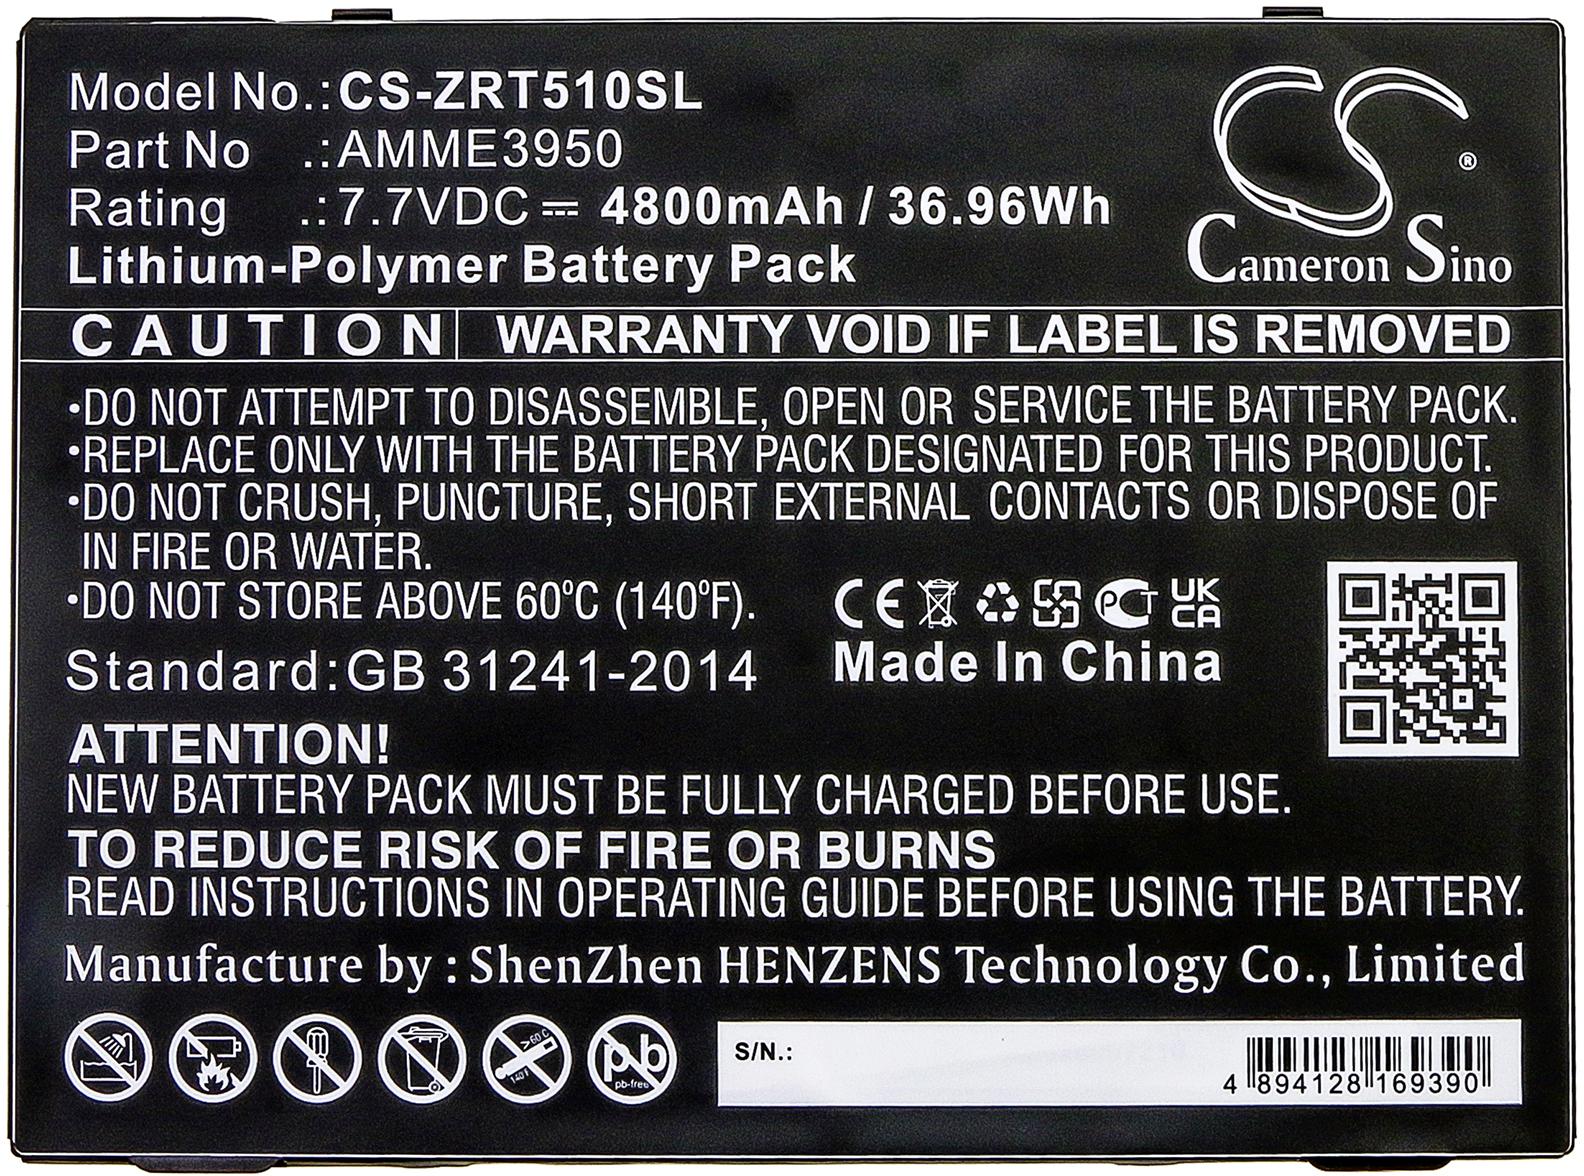 Model No.:CS-ZRT510SL
Part No .:AMME3950
Rating .:7.7VDC⎓ 4800mAh / 36.96Wh
Lithium-Polymer Battery Pack
®
Cameron Sino
CAUTION WARRANTY VOID IF LABEL IS REMOVED
•DO NOT ATTEMPT TO DISASSEMBLE, OPEN OR SERVICE THE BATTERY PACK.
•REPLACE ONLY WITH THE BATTERY PACK DESIGNATED FOR THIS PRODUCT.
•DO NOT CRUSH, PUNCTURE, SHORT EXTERNAL CONTACTS OR DISPOSE OF
IN FIRE OR WATER.
•DO NOT STORE ABOVE 60°C (140°F).
CE PCT UK
CA
Standard:GB 31241-2014
Made In China
ATTENTION!
NEW BATTERY PACK MUST BE FULLY CHARGED BEFORE USE.
TO REDUCE RISK OF FIRE OR BURNS
READ INSTRUCTIONS IN OPERATING GUIDE BEFORE USING THE BATTERY.
Manufacture by : ShenZhen HENZENS Technology Co., Limited
>60°C
140°F
pb
pb-free
S/N.:
4 894128 169390